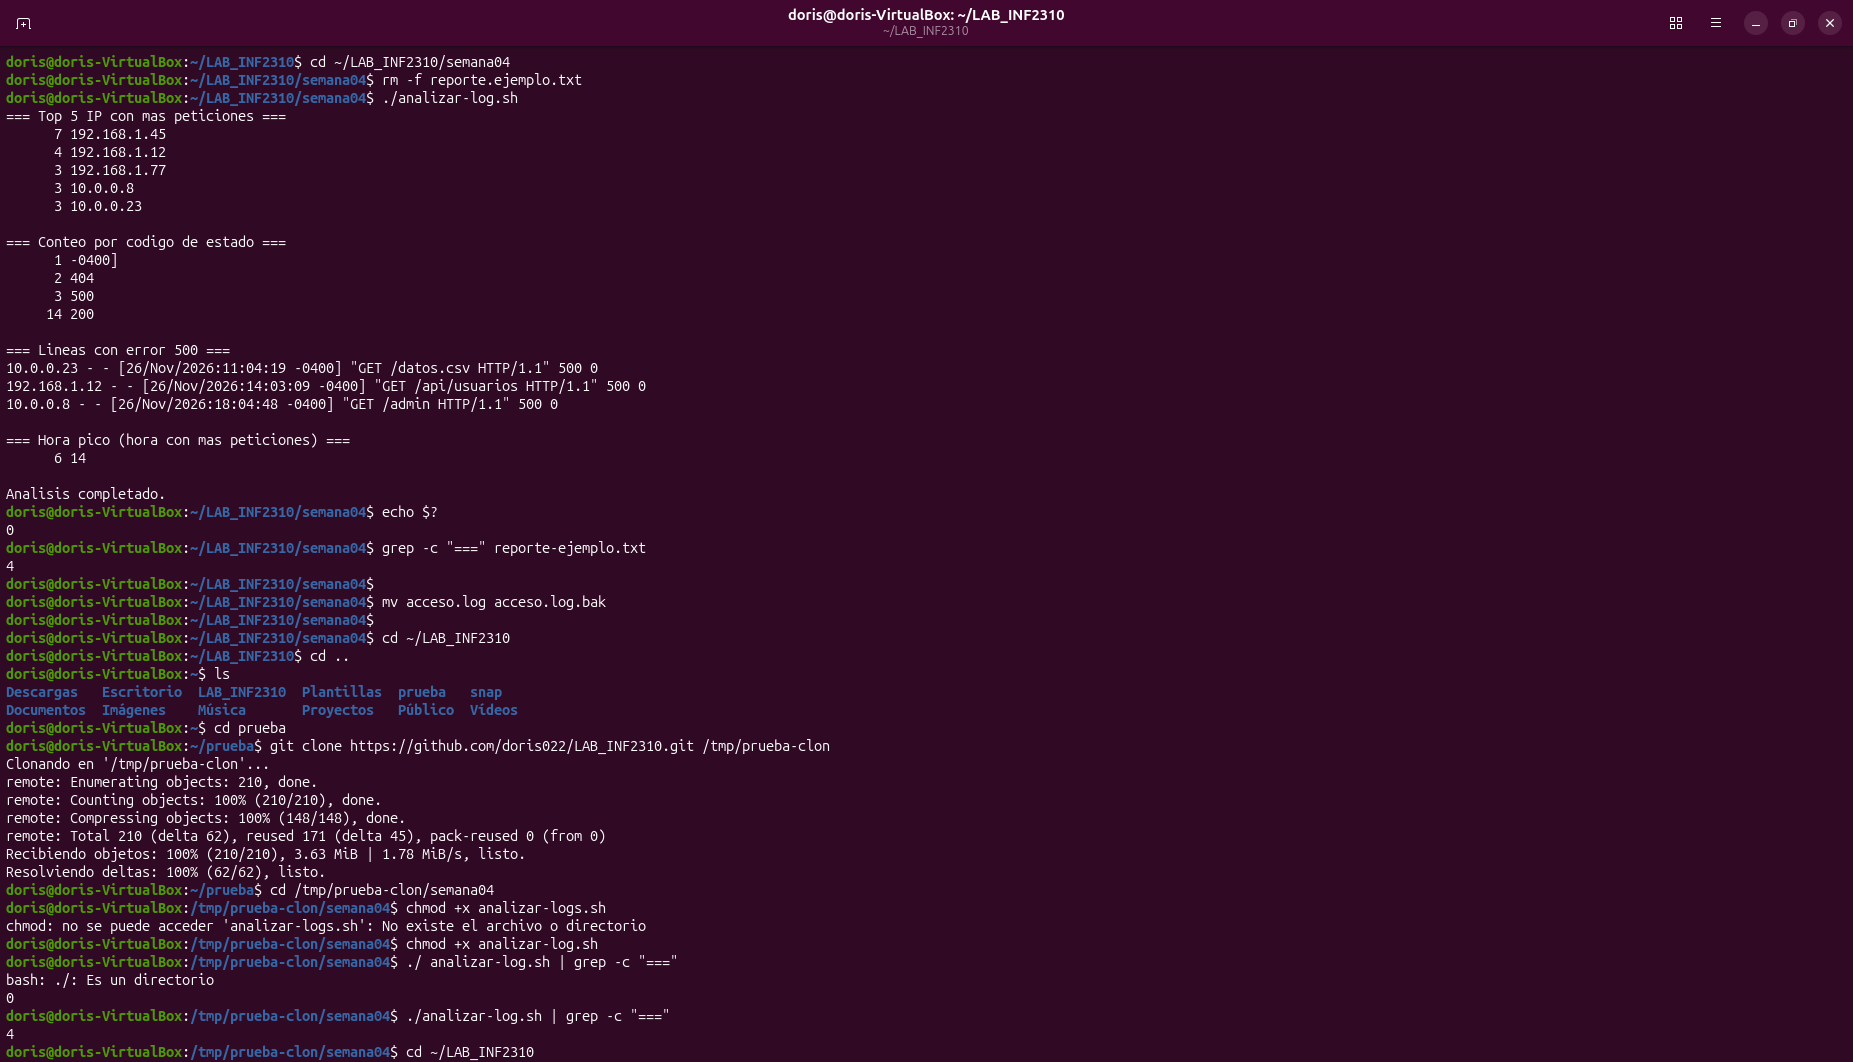 doris@doris-VirtualBox: ~/LAB_INF2310
~/LAB_INF2310
doris@doris-VirtualBox:~/LAB_INF2310$ cd ~/LAB_INF2310/semana04
doris@doris-VirtualBox:~/LAB_INF2310/semana04$ rm -f reporte.ejemplo.txt
doris@doris-VirtualBox:~/LAB_INF2310/semana04$ ./analizar-log.sh
=== Top 5 IP con mas peticiones ===
      7 192.168.1.45
      4 192.168.1.12
      3 192.168.1.77
      3 10.0.0.8
      3 10.0.0.23

=== Conteo por codigo de estado ===
      1 -0400]
      2 404
      3 500
     14 200

=== Lineas con error 500 ===
10.0.0.23 - - [26/Nov/2026:11:04:19 -0400] "GET /datos.csv HTTP/1.1" 500 0
192.168.1.12 - - [26/Nov/2026:14:03:09 -0400] "GET /api/usuarios HTTP/1.1" 500 0
10.0.0.8 - - [26/Nov/2026:18:04:48 -0400] "GET /admin HTTP/1.1" 500 0

=== Hora pico (hora con mas peticiones) ===
      6 14

Analisis completado.
doris@doris-VirtualBox:~/LAB_INF2310/semana04$ echo $?
0
doris@doris-VirtualBox:~/LAB_INF2310/semana04$ grep -c "===" reporte-ejemplo.txt
4
doris@doris-VirtualBox:~/LAB_INF2310/semana04$
doris@doris-VirtualBox:~/LAB_INF2310/semana04$ mv acceso.log acceso.log.bak
doris@doris-VirtualBox:~/LAB_INF2310/semana04$
doris@doris-VirtualBox:~/LAB_INF2310/semana04$ cd ~/LAB_INF2310
doris@doris-VirtualBox:~/LAB_INF2310$ cd ..
doris@doris-VirtualBox:~$ ls
Descargas   Escritorio  LAB_INF2310  Plantillas  prueba   snap
Documentos  Imágenes    Música       Proyectos   Público  Vídeos
doris@doris-VirtualBox:~$ cd prueba
doris@doris-VirtualBox:~/prueba$ git clone https://github.com/doris022/LAB_INF2310.git /tmp/prueba-clon
Clonando en '/tmp/prueba-clon'...
remote: Enumerating objects: 210, done.
remote: Counting objects: 100% (210/210), done.
remote: Compressing objects: 100% (148/148), done.
remote: Total 210 (delta 62), reused 171 (delta 45), pack-reused 0 (from 0)
Recibiendo objetos: 100% (210/210), 3.63 MiB | 1.78 MiB/s, listo.
Resolviendo deltas: 100% (62/62), listo.
doris@doris-VirtualBox:~/prueba$ cd /tmp/prueba-clon/semana04
doris@doris-VirtualBox:/tmp/prueba-clon/semana04$ chmod +x analizar-logs.sh
chmod: no se puede acceder 'analizar-logs.sh': No existe el archivo o directorio
doris@doris-VirtualBox:/tmp/prueba-clon/semana04$ chmod +x analizar-log.sh
doris@doris-VirtualBox:/tmp/prueba-clon/semana04$ ./ analizar-log.sh | grep -c "==="
bash: ./: Es un directorio
0
doris@doris-VirtualBox:/tmp/prueba-clon/semana04$ ./analizar-log.sh | grep -c "==="
4
doris@doris-VirtualBox:/tmp/prueba-clon/semana04$ cd ~/LAB_INF2310